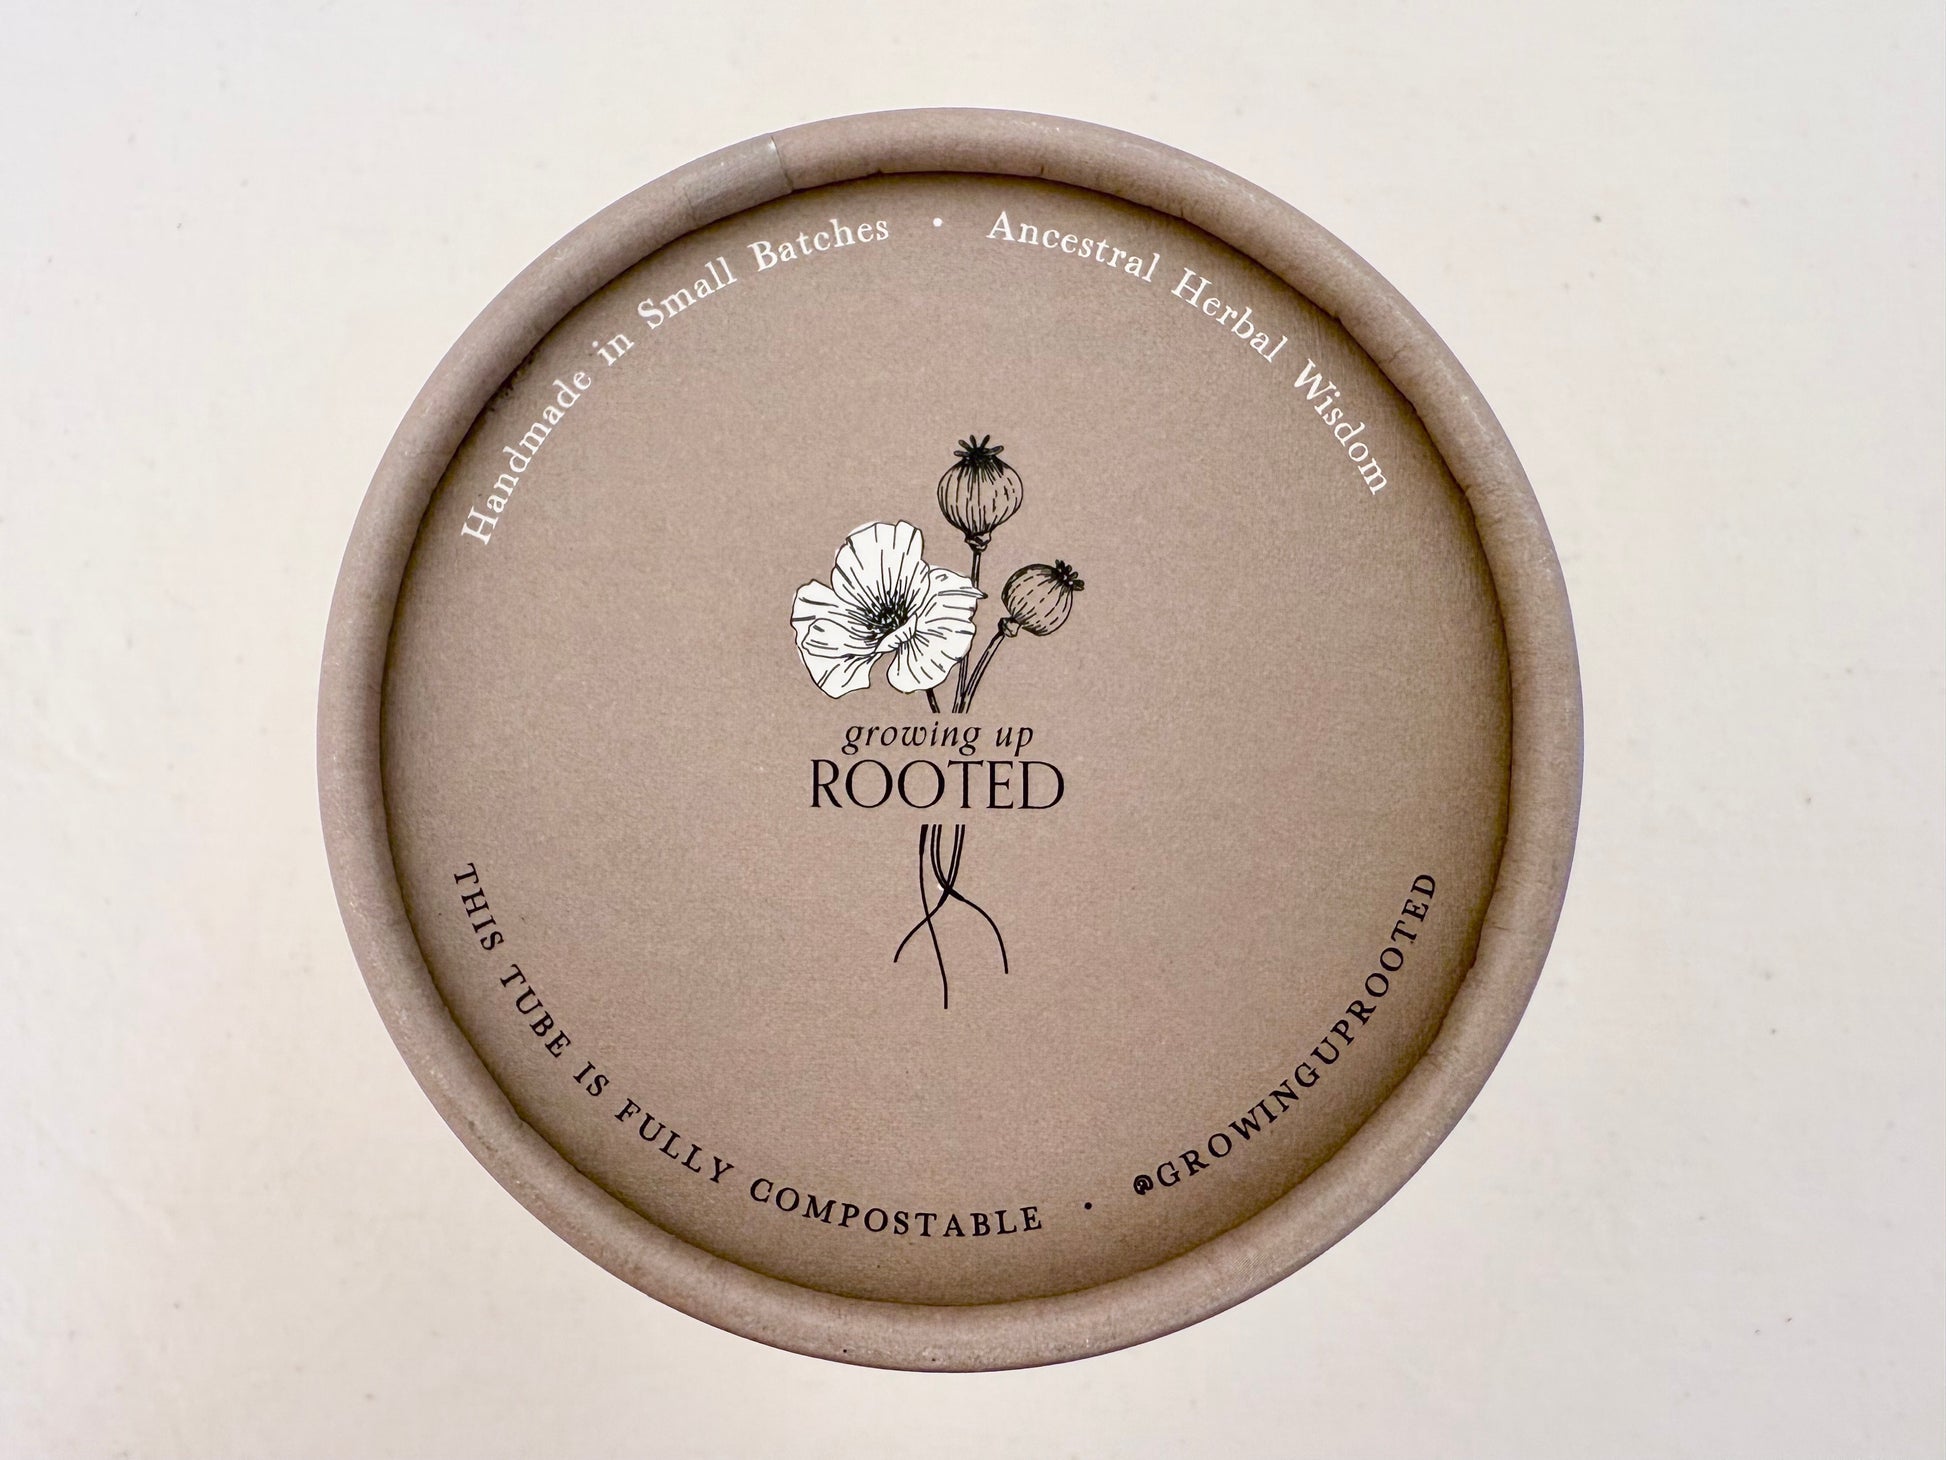 Handmade in Small Batches • Ancestral Herbal Wisdom
growing up
ROOTED
THIS TUBE IS FULLY COMPOSTABLE • @GROWINGUPROOTED